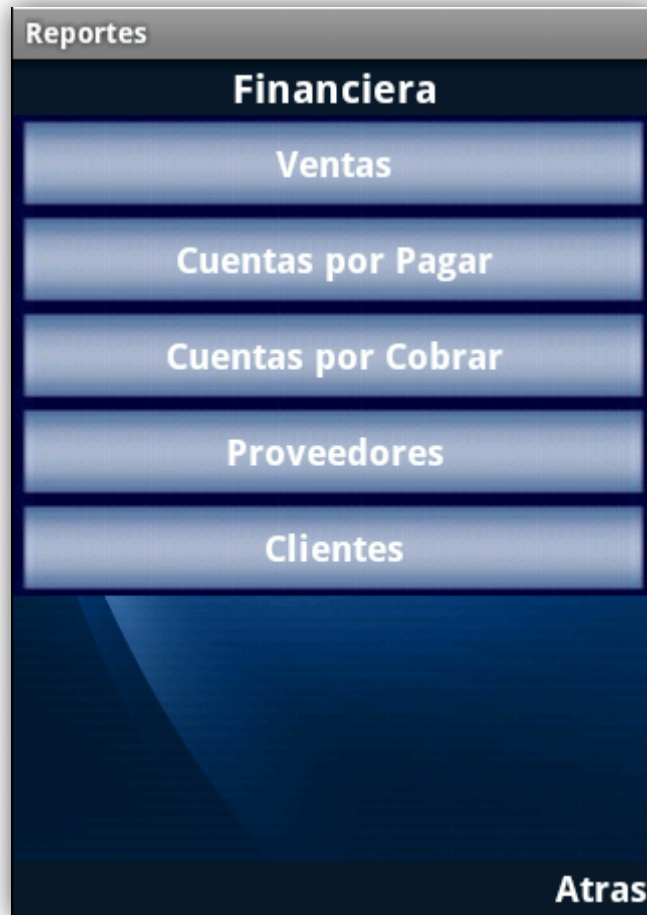 Reportes
Financiera
Ventas
Cuentas por Pagar
Cuentas por Cobrar
Proveedores
Clientes
Atras